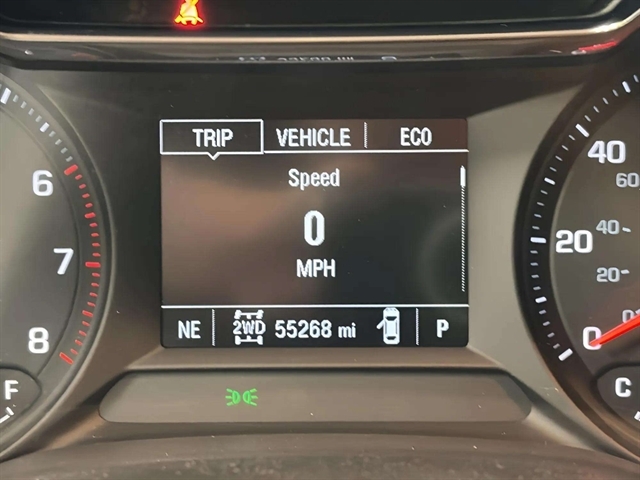 TRIP VEHICLE ECO
Speed
0
MPH
NE 2WD 55268 mi P
6
7
8
F
40
60
20
40
20
0
0
C